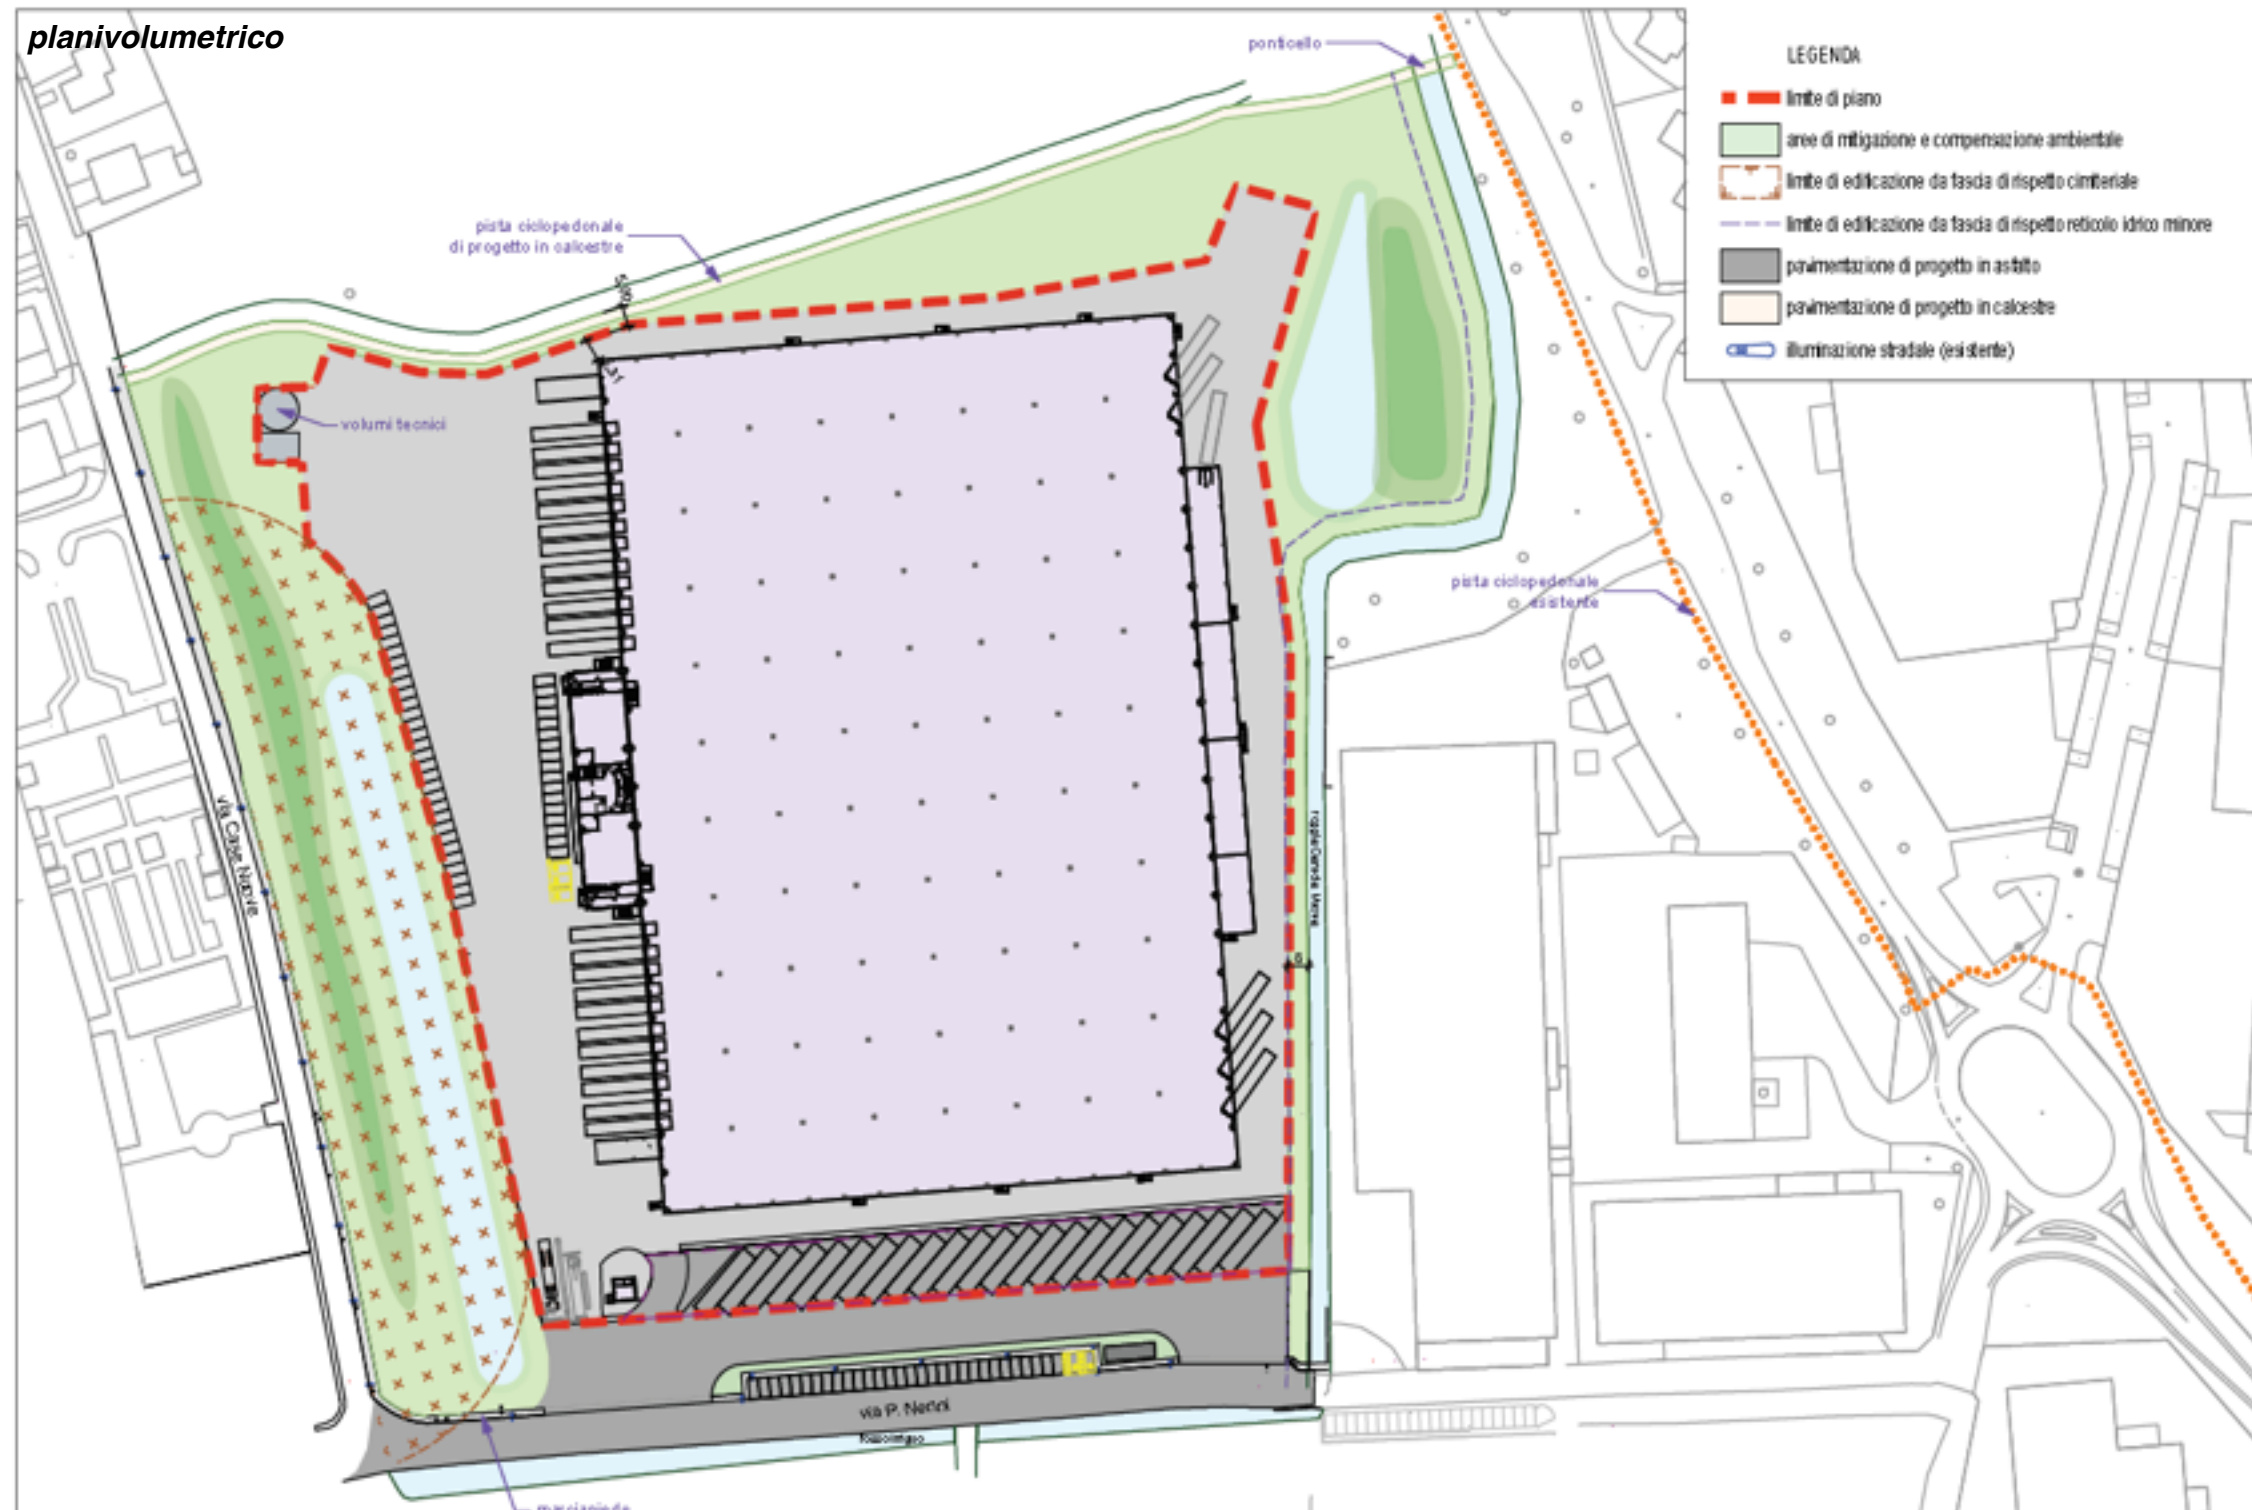 planivolumetrico
ponticello
LEGENDA
limite di piano
aree di mitigazione e compensazione ambientale
limite di edificazione da fascia di rispetto cimiteriale
limite di edificazione da fascia di rispetto reticolo idrico minore
pavimentazione di progetto in asfalto
pavimentazione di progetto in calcestre
illuminazione stradale (esistente)
pista ciclopedonale
di progetto in calcestre
volumi tecnici
pista ciclopedonale
esistente
via Case Nuove
via P. Nenni
marciapiede